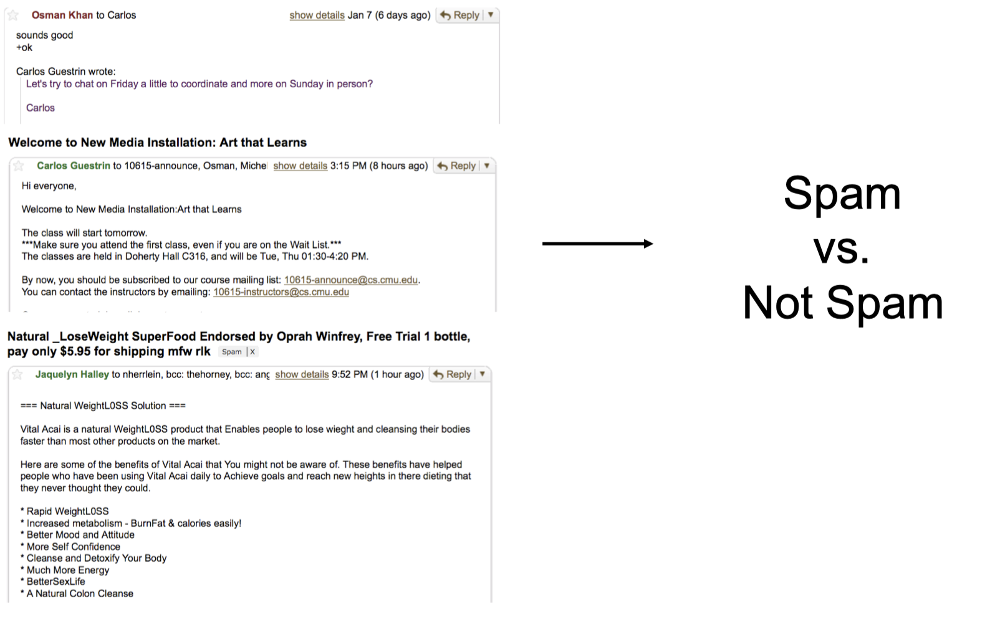 Osman Khan to Carlos show details Jan 7 (6 days ago) Reply
sounds good
+ok
Carlos Guestrin wrote:
Let's try to chat on Friday a little to coordinate and more on Sunday in person?
Carlos
Welcome to New Media Installation: Art that Learns
Carlos Guestrin to 10615-announce, Osman, Miche show details 3:15 PM (8 hours ago) Reply
Hi everyone,
Welcome to New Media Installation:Art that Learns
The class will start tomorrow.
***Make sure you attend the first class, even if you are on the Wait List.***
The classes are held in Doherty Hall C316, and will be Tue, Thu 01:30-4:20 PM.
By now, you should be subscribed to our course mailing list: 10615-announce@cs.cmu.edu.
You can contact the instructors by emailing: 10615-instructors@cs.cmu.edu
Natural _LoseWeight SuperFood Endorsed by Oprah Winfrey, Free Trial 1 bottle,
pay only $5.95 for shipping mfw rlk Spam | X
Jaquelyn Halley to nherrlein, bcc: thehorney, bcc: ang show details 9:52 PM (1 hour ago) Reply
=== Natural WeightL0SS Solution ===
Vital Acai is a natural WeightL0SS product that Enables people to lose wieght and cleansing their bodies
faster than most other products on the market.
Here are some of the benefits of Vital Acai that You might not be aware of. These benefits have helped
people who have been using Vital Acai daily to Achieve goals and reach new heights in there dieting that
they never thought they could.
* Rapid WeightL0SS
* Increased metabolism - BurnFat & calories easily!
* Better Mood and Attitude
* More Self Confidence
* Cleanse and Detoxify Your Body
* Much More Energy
* BetterSexLife
* A Natural Colon Cleanse
Spam
vs.
Not Spam